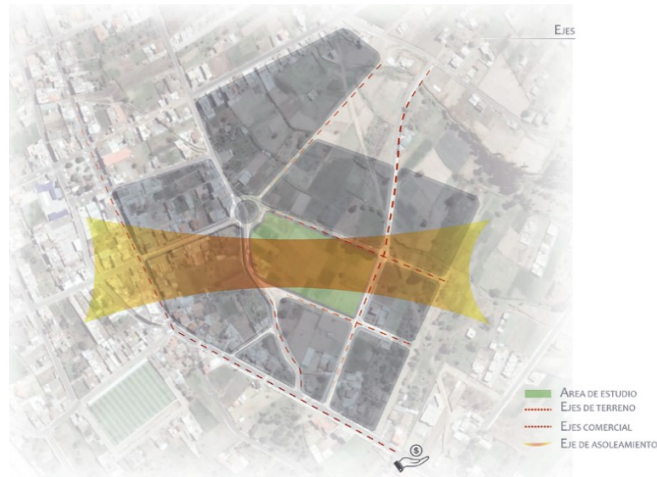 EJES
AREA DE ESTUDIO
EJES DE TERRENO
EJES COMERCIAL
EJE DE ASOLEAMIENTO
$